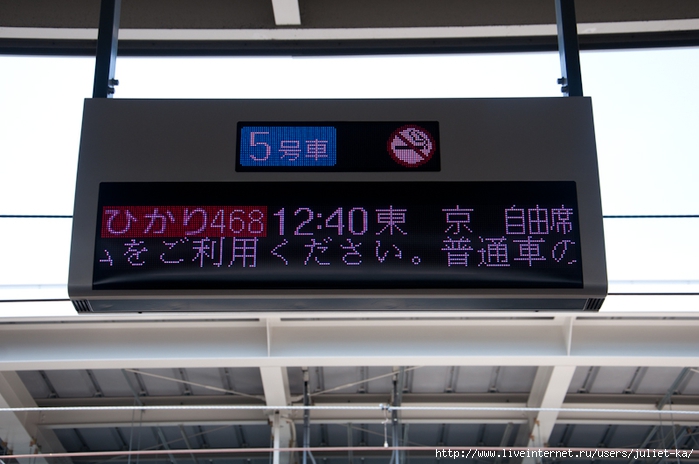 5号車
ひかり468 12:40 東 京 自由席
をご利用ください。普通車の
http://www.liveinternet.ru/users/juliet-ka/